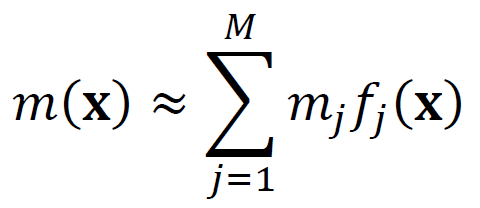 m(𝐱) ≈ ∑_{j=1}^{M} m_j f_j(𝐱)